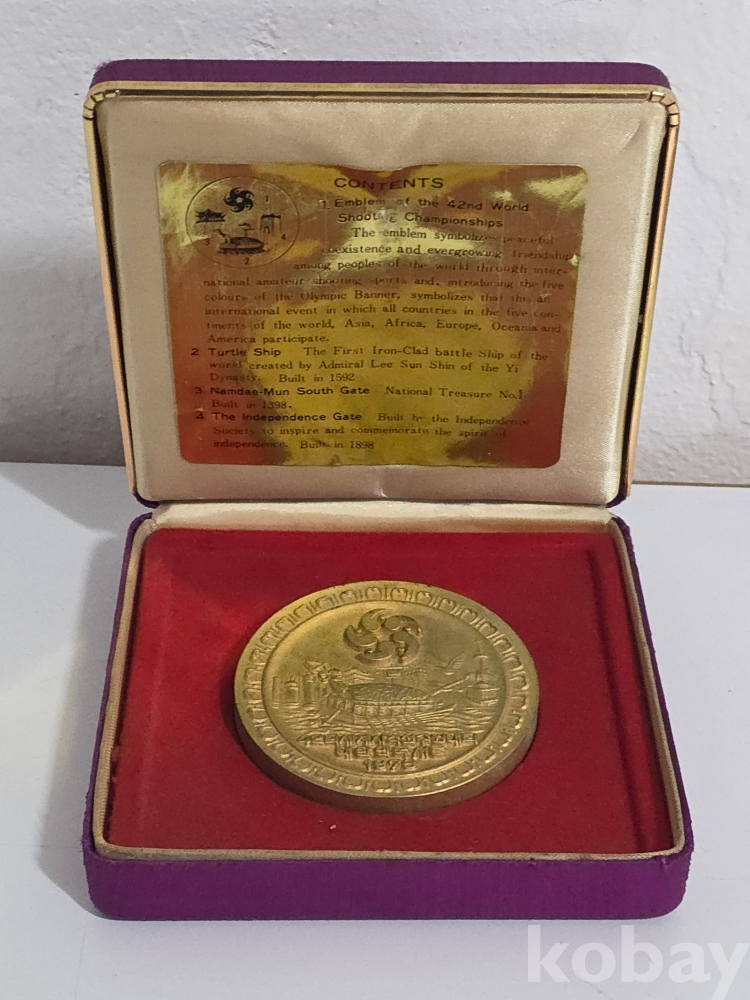 CONTENTS
1 Emblem of the 42nd World
Shooting Championships
The emblem symbolizes peaceful
coexistence and evergrowing friendship
among peoples of the world through inter-
national amateur shooting sports and, introducing the five
colours of the Olympic Banner, symbolizes that this an
international event in which all countries in the five con-
tinents of the world, Asia, Africa, Europe, Oceania and
America participate.
2 Turtle Ship The First Iron-Clad battle Ship of the
world created by Admiral Lee Sun Shin of the Yi
Dynasty. Built in 1592
3 Namdae-Mun South Gate National Treasure No.1
Built in 1398.
4 The Independence Gate Built by the Independence
Society to inspire and commemorate the spirit of
independence. Built in 1898
1
4
2
1978
kobay